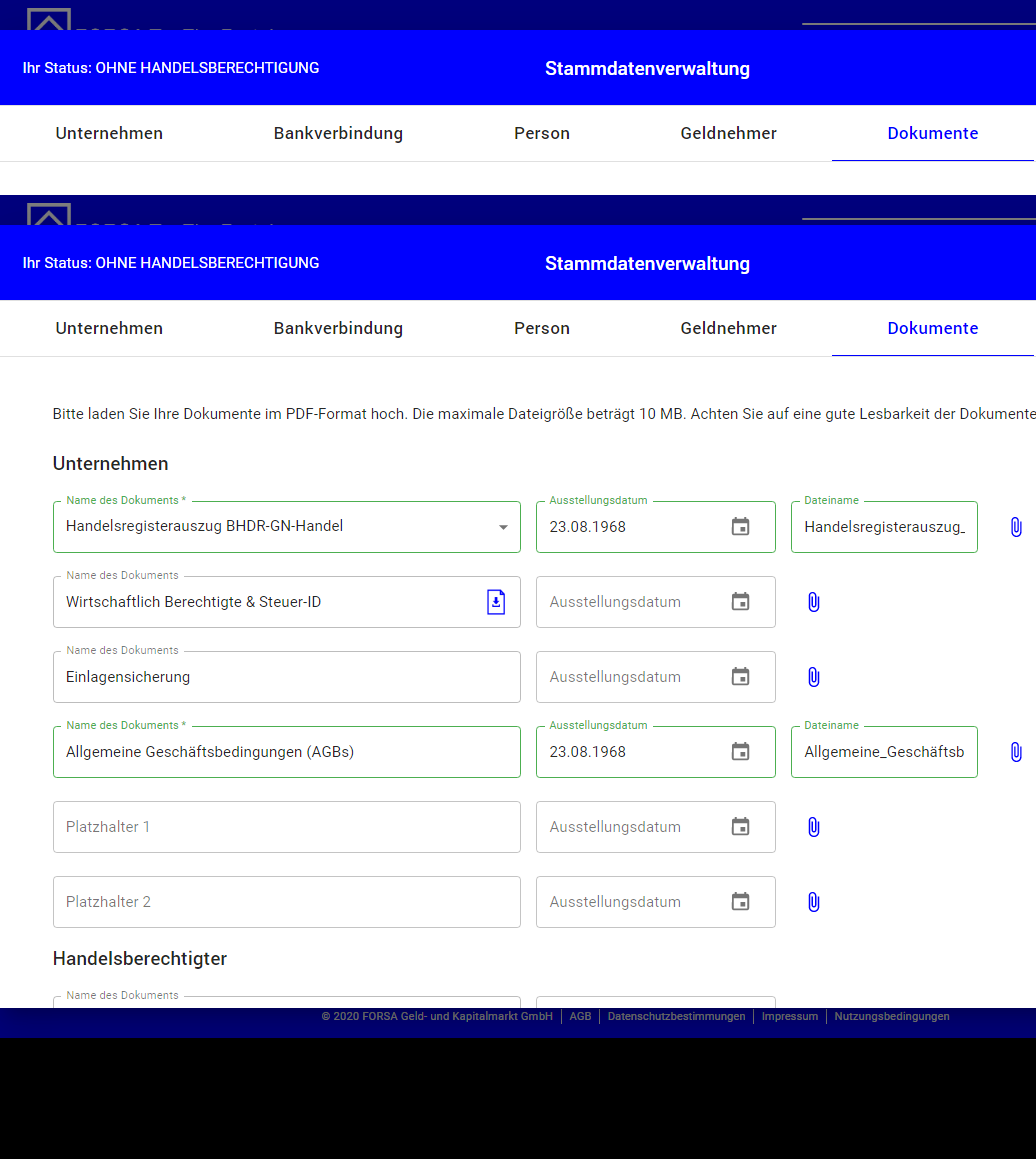 Ihr Status: OHNE HANDELSBERECHTIGUNG Stammdatenverwaltung
Unternehmen Bankverbindung Person Geldnehmer Dokumente
Ihr Status: OHNE HANDELSBERECHTIGUNG Stammdatenverwaltung
Unternehmen Bankverbindung Person Geldnehmer Dokumente
Bitte laden Sie Ihre Dokumente im PDF-Format hoch. Die maximale Dateigröße beträgt 10 MB. Achten Sie auf eine gute Lesbarkeit der Dokumente
Unternehmen
Name des Dokuments * Ausstellungsdatum Dateiname
Handelsregisterauszug BHDR-GN-Handel 23.08.1968 Handelsregisterauszug_
Name des Dokuments
Wirtschaftlich Berechtigte & Steuer-ID Ausstellungsdatum
Name des Dokuments
Einlagensicherung Ausstellungsdatum
Name des Dokuments * Ausstellungsdatum Dateiname
Allgemeine Geschäftsbedingungen (AGBs) 23.08.1968 Allgemeine_Geschäftsb
Platzhalter 1 Ausstellungsdatum
Platzhalter 2 Ausstellungsdatum
Handelsberechtigter
Name des Dokuments
© 2020 FORSA Geld- und Kapitalmarkt GmbH | AGB | Datenschutzbestimmungen | Impressum | Nutzungsbedingungen